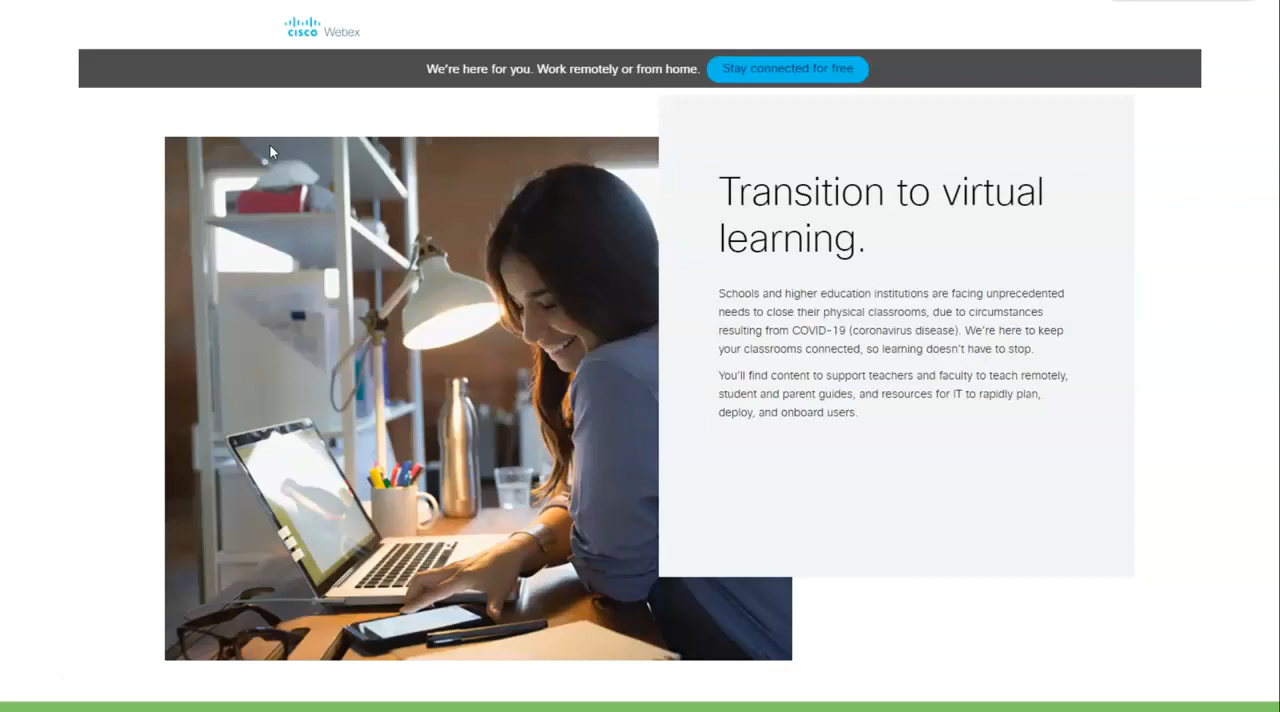 CISCO Webex
We're here for you. Work remotely or from home. Stay connected for free
Transition to virtual
learning.
Schools and higher education institutions are facing unprecedented
needs to close their physical classrooms, due to circumstances
resulting from COVID-19 (coronavirus disease). We're here to keep
your classrooms connected, so learning doesn't have to stop.
You'll find content to support teachers and faculty to teach remotely,
student and parent guides, and resources for IT to rapidly plan,
deploy, and onboard users.